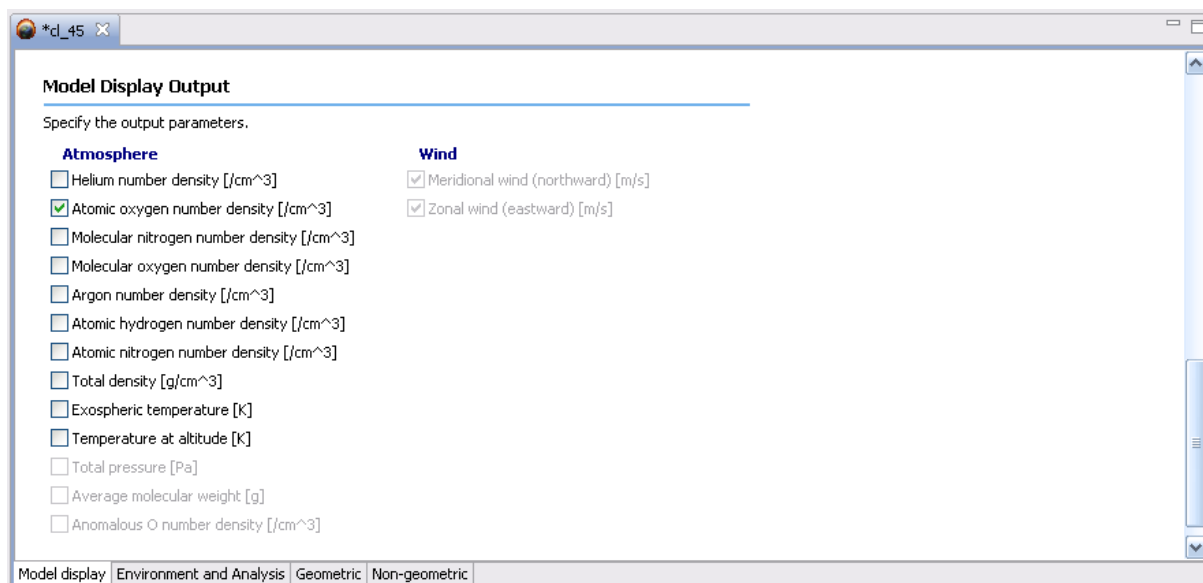 *cl_45
Model Display Output
Specify the output parameters.
Atmosphere
Helium number density [/cm^3]
Atomic oxygen number density [/cm^3]
Molecular nitrogen number density [/cm^3]
Molecular oxygen number density [/cm^3]
Argon number density [/cm^3]
Atomic hydrogen number density [/cm^3]
Atomic nitrogen number density [/cm^3]
Total density [g/cm^3]
Exospheric temperature [K]
Temperature at altitude [K]
Total pressure [Pa]
Average molecular weight [g]
Anomalous O number density [/cm^3]
Wind
Meridional wind (northward) [m/s]
Zonal wind (eastward) [m/s]
Model display Environment and Analysis Geometric Non-geometric